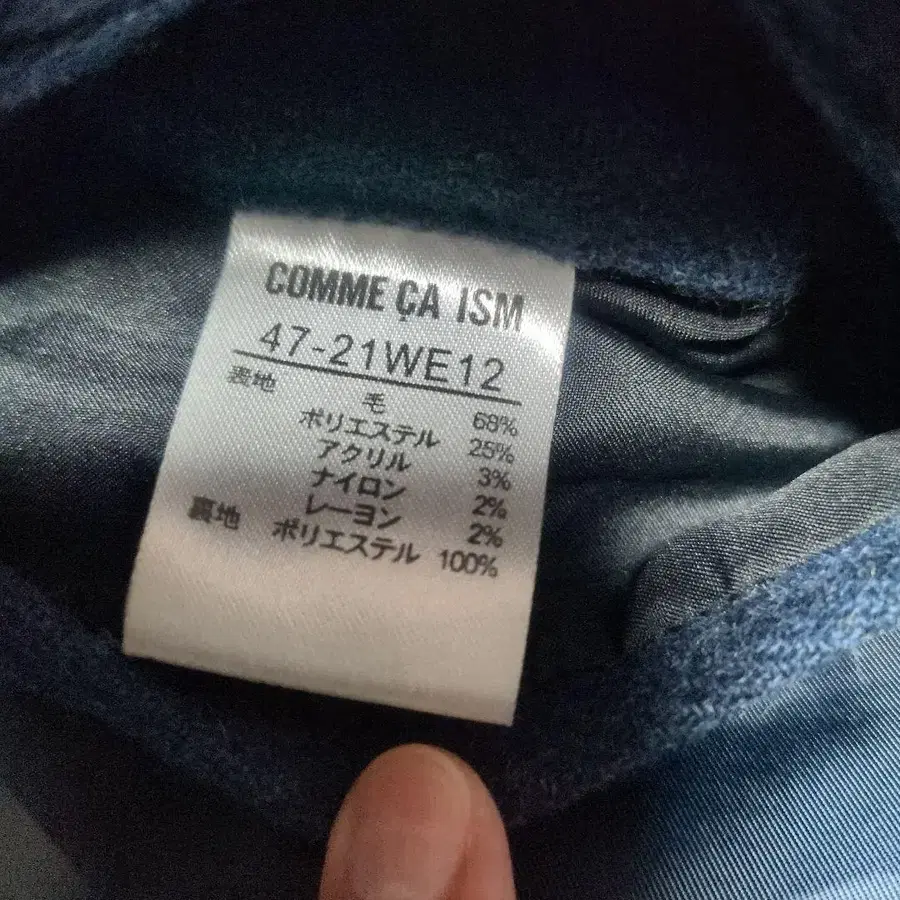 COMME ÇA ISM
47-21WE12
表地 毛 68%
ポリエステル 25%
アクリル 3%
ナイロン 2%
レーヨン 2%
裏地 ポリエステル 100%